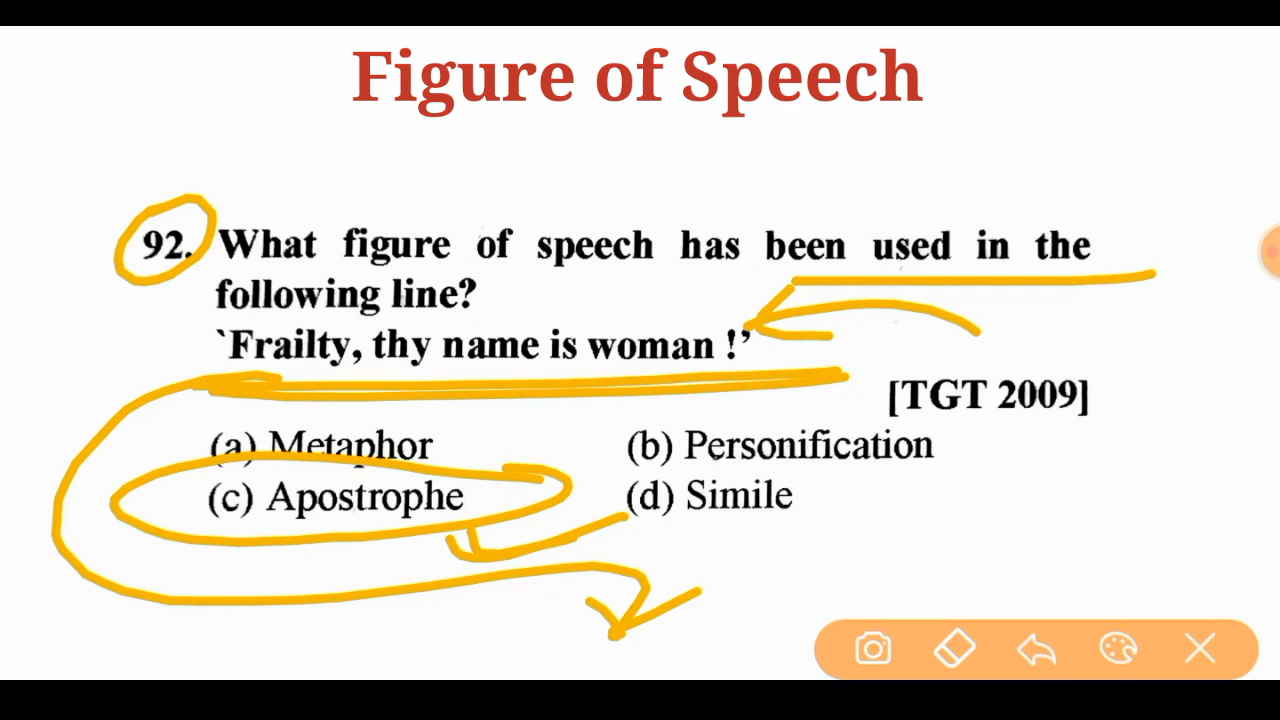 Figure of Speech
92. What figure of speech has been used in the
following line?
`Frailty, thy name is woman !’
[TGT 2009]
(a) Metaphor (b) Personification
(c) Apostrophe (d) Simile